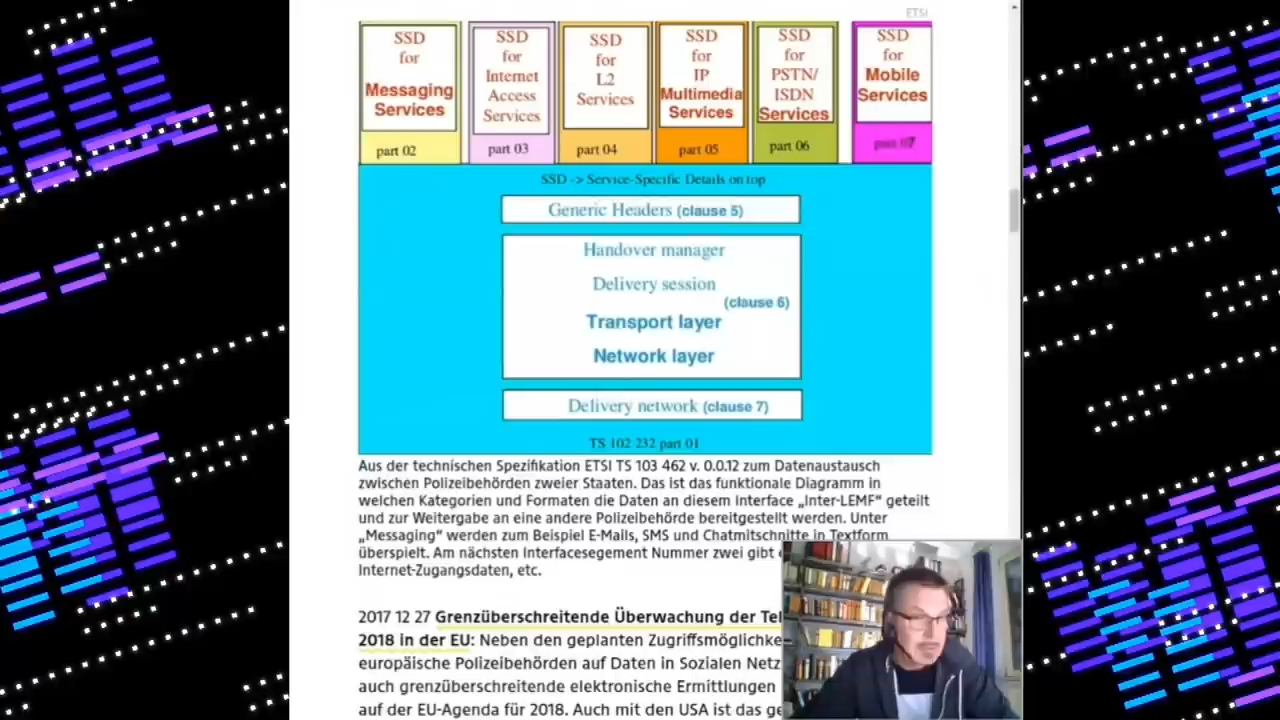 ETSI
SSD
for
Messaging
Services
part 02
SSD
for
Internet
Access
Services
part 03
SSD
for
L2
Services
part 04
SSD
for
IP
Multimedia
Services
part 05
SSD
for
PSTN/
ISDN
Services
part 06
SSD
for
Mobile
Services
part 07
SSD -> Service-Specific Details on top
Generic Headers (clause 5)
Handover manager
Delivery session
(clause 6)
Transport layer
Network layer
Delivery network (clause 7)
TS 102 232 part 01
Aus der technischen Spezifikation ETSI TS 103 462 v. 0.0.12 zum Datenaustausch
zwischen Polizeibehörden zweier Staaten. Das ist das funktionale Diagramm in
welchen Kategorien und Formaten die Daten an diesem Interface „Inter-LEMF“ geteilt
und zur Weitergabe an eine andere Polizeibehörde bereitgestellt werden. Unter
„Messaging“ werden zum Beispiel E-Mails, SMS und Chatmitschnitte in Textform
überspielt. Am nächsten Interfacesegement Nummer zwei gibt
Internet-Zugangsdaten, etc.
2017 12 27 Grenzüberschreitende Überwachung der Tel
2018 in der EU: Neben den geplanten Zugriffsmöglichke
europäische Polizeibehörden auf Daten in Sozialen Netz
auch grenzüberschreitende elektronische Ermittlungen
auf der EU-Agenda für 2018. Auch mit den USA ist das ge